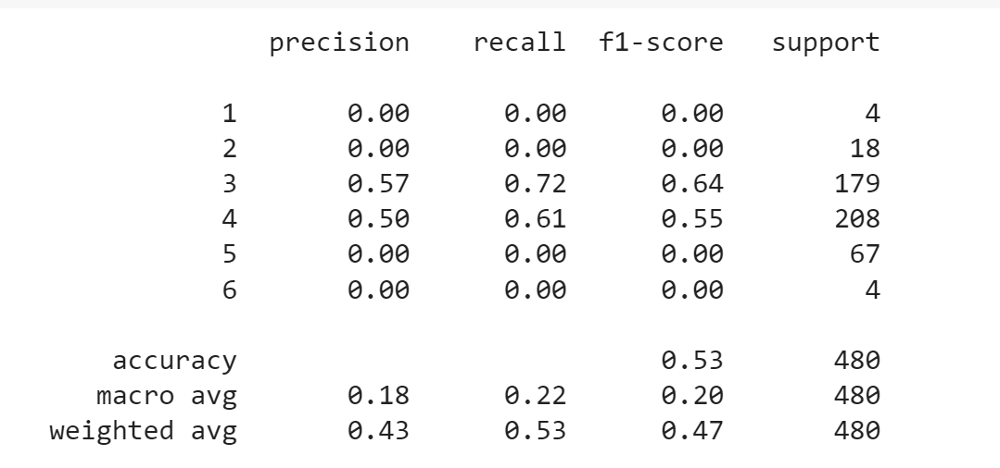 precision recall f1-score support
1 0.00 0.00 0.00 4
2 0.00 0.00 0.00 18
3 0.57 0.72 0.64 179
4 0.50 0.61 0.55 208
5 0.00 0.00 0.00 67
6 0.00 0.00 0.00 4
accuracy 0.53 480
macro avg 0.18 0.22 0.20 480
weighted avg 0.43 0.53 0.47 480